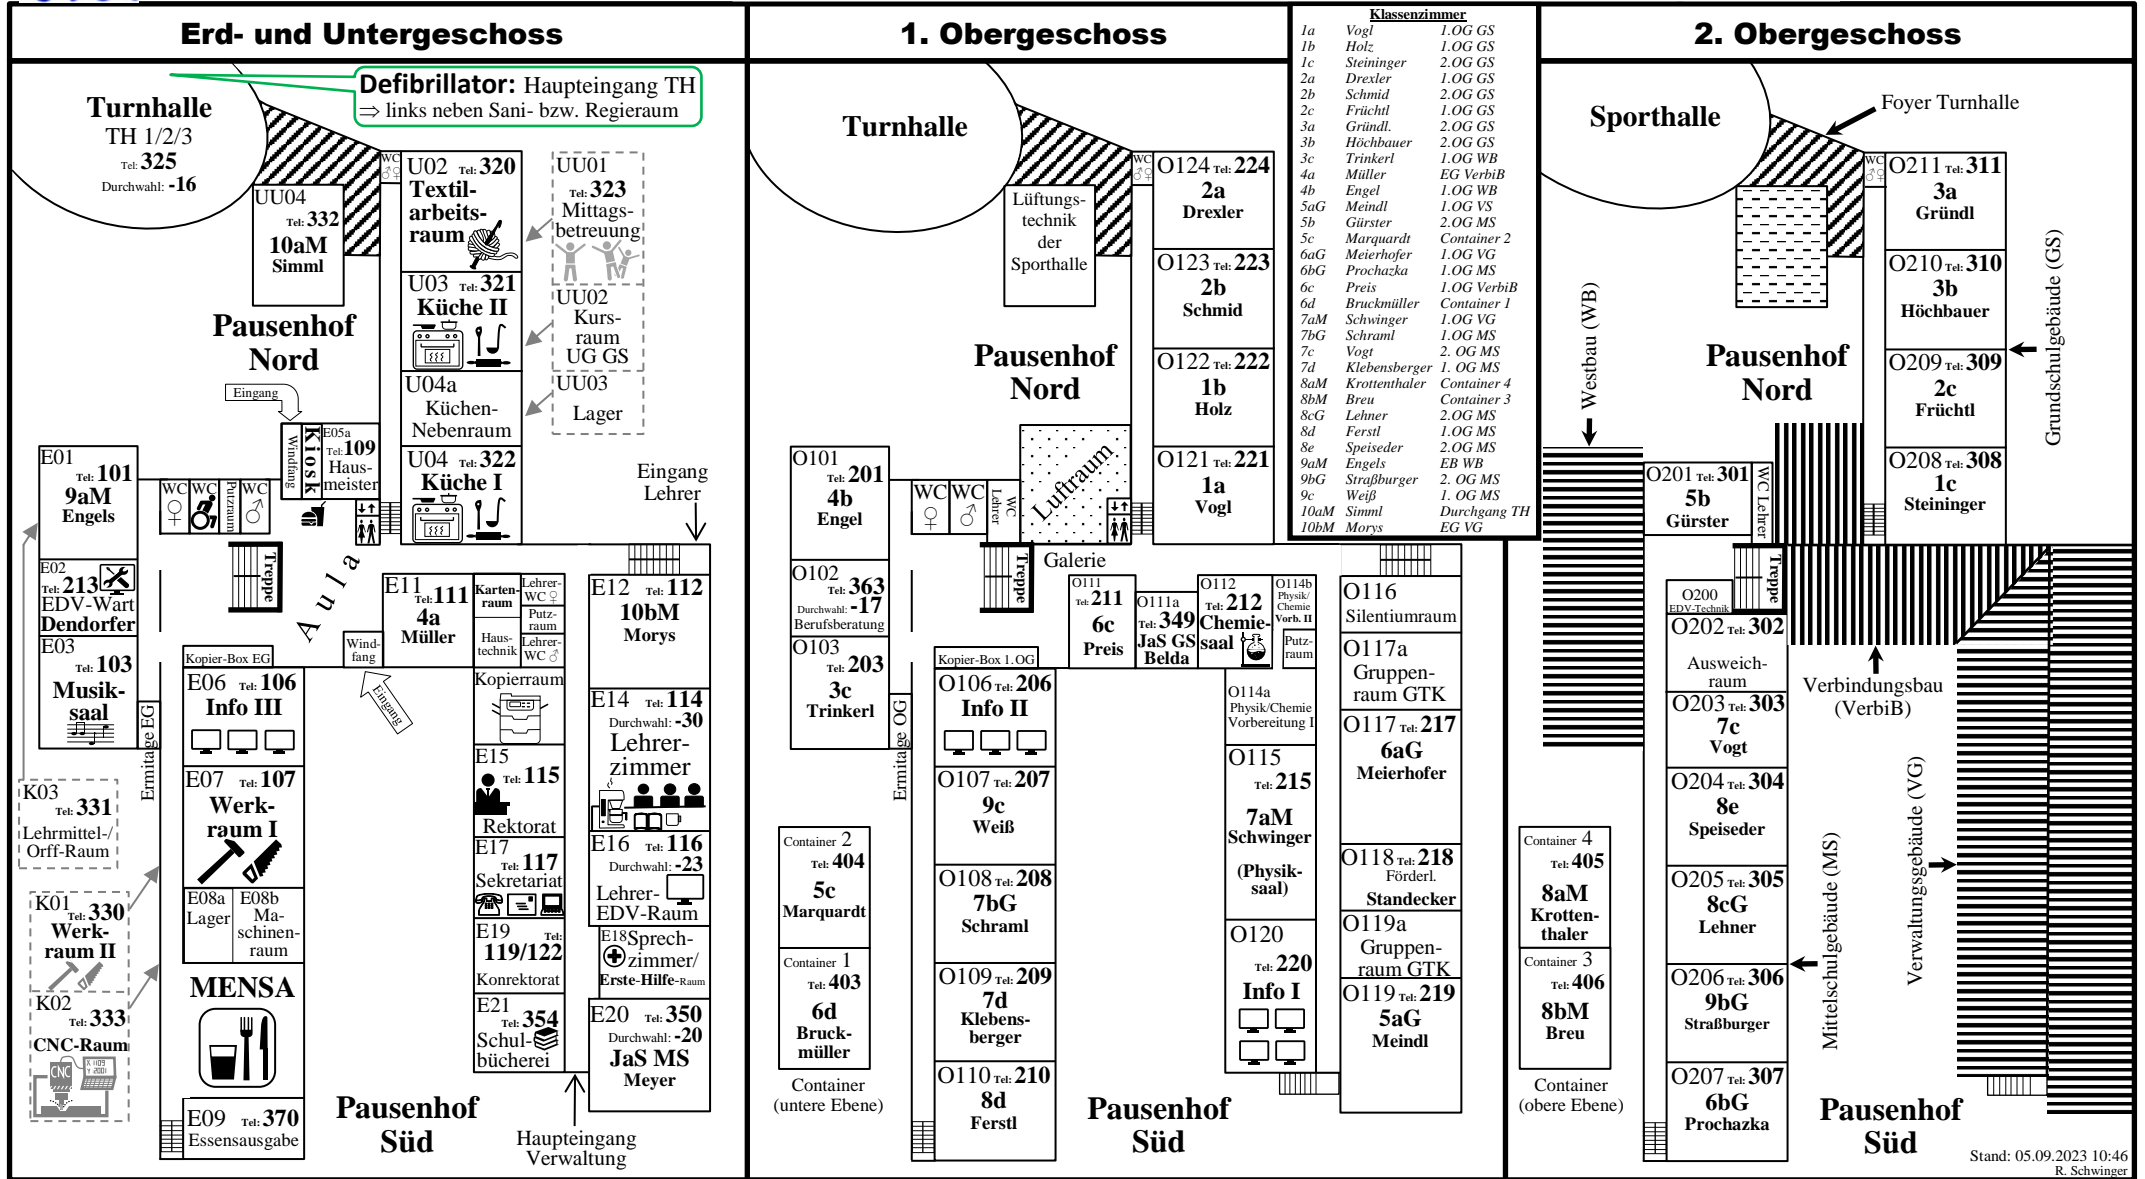 Erd- und Untergeschoss
Defibrillator: Haupteingang TH
⇒ links neben Sani- bzw. Regieraum
Turnhalle
TH 1/2/3
Tel: 325
Durchwahl: -16
UU04
Tel: 332
10aM
Simml
WC
♂♀
U02 Tel: 320
Textil-
arbeits-
raum
UU01
Tel: 323
Mittags-
betreuung
U03 Tel: 321
Küche II
UU02
Kurs-
raum
UG GS
U04a
Küchen-
Nebenraum
UU03
Lager
U04 Tel: 322
Küche I
Pausenhof
Nord
Eingang
Windfang
Kiosk
E05a
Tel: 109
Haus-
meister
Eingang
Lehrer
E01
Tel: 101
9aM
Engels
WC
♀
WC
Putzraum
WC
♂
Treppe
Aula
E02
Tel: 213
EDV-Wart
Dendorfer
E03
Tel: 103
Musik-
saal
Ermitage EG
E11 Tel: 111
4a
Müller
Wind-
fang
Eingang
Karten-
raum
Lehrer-
WC ♀
Putz-
raum
Haus-
technik
Lehrer-
WC ♂
E12 Tel: 112
10bM
Morys
Kopier-Box EG
E06 Tel: 106
Info III
Kopierraum
E14 Tel: 114
Durchwahl: -30
Lehrer-
zimmer
E07 Tel: 107
Werk-
raum I
E15
Tel: 115
Rektorat
K03
Tel: 331
Lehrmittel-/
Orff-Raum
E16 Tel: 116
Durchwahl: -23
Lehrer-
EDV-Raum
E17
Tel: 117
Sekretariat
E08a
Lager
E08b
Ma-
schinen-
raum
K01
Tel: 330
Werk-
raum II
E19 Tel:
119/122
Konrektorat
E18 Sprech-
zimmer/
Erste-Hilfe-Raum
MENSA
K02
Tel: 333
CNC-Raum
CNC
X 1109
Y 2001
E21
Tel: 354
Schul-
bücherei
E20 Tel: 350
Durchwahl: -20
JaS MS
Meyer
E09 Tel: 370
Essensausgabe
Pausenhof
Süd
Haupteingang
Verwaltung
1. Obergeschoss
Turnhalle
Lüftungs-
technik
der
Sporthalle
WC
♂♀
O124 Tel: 224
2a
Drexler
O123 Tel: 223
2b
Schmid
O122 Tel: 222
1b
Holz
O121 Tel: 221
1a
Vogl
Pausenhof
Nord
Luftraum
Galerie
O101
Tel: 201
4b
Engel
WC
♀
WC
♂
WC
Lehrer
Treppe
O102
Tel: 363
Durchwahl: -17
Berufsberatung
O103
Tel: 203
3c
Trinkerl
Ermitage OG
O111
Tel: 211
6c
Preis
O111a
Tel: 349
JaS GS
Belda
O112
Tel: 212
Chemie-
saal
O114b
Physik/
Chemie
Vorb. II
Putz-
raum
O116
Silentiumraum
O117a
Gruppen-
raum GTK
Kopier-Box 1.OG
O106 Tel: 206
Info II
O114a
Physik/Chemie
Vorbereitung I
O117 Tel: 217
6aG
Meierhofer
O107 Tel: 207
9c
Weiß
O115
Tel: 215
7aM
Schwinger
(Physik-
saal)
Container 2
Tel: 404
5c
Marquardt
O118 Tel: 218
Förderl.
Standecker
O108 Tel: 208
7bG
Schraml
O119a
Gruppen-
raum GTK
O120
Tel: 220
Info I
Container 1
Tel: 403
6d
Bruck-
müller
O109 Tel: 209
7d
Klebens-
berger
O119 Tel: 219
5aG
Meindl
O110 Tel: 210
8d
Ferstl
Container
(untere Ebene)
Pausenhof
Süd
Klassenzimmer
1a Vogl 1.OG GS
1b Holz 1.OG GS
1c Steininger 2.OG GS
2a Drexler 1.OG GS
2b Schmid 2.OG GS
2c Früchtl 1.OG GS
3a Gründl. 2.OG GS
3b Höchbauer 2.OG GS
3c Trinkerl 1.OG WB
4a Müller EG VerbiB
4b Engel 1.OG WB
5aG Meindl 1.OG VS
5b Gürster 2.OG MS
5c Marquardt Container 2
6aG Meierhofer 1.OG VG
6bG Prochazka 1.OG MS
6c Preis 1.OG VerbiB
6d Bruckmüller Container 1
7aM Schwinger 1.OG VG
7bG Schraml 1.OG MS
7c Vogt 2. OG MS
7d Klebensberger 1. OG MS
8aM Krottenthaler Container 4
8bM Breu Container 3
8cG Lehner 2.OG MS
8d Ferstl 1.OG MS
8e Speiseder 2.OG MS
9aM Engels EB WB
9bG Straßburger 2. OG MS
9c Weiß 1. OG MS
10aM Simml Durchgang TH
10bM Morys EG VG
2. Obergeschoss
Sporthalle
Foyer Turnhalle
WC
♂♀
O211 Tel: 311
3a
Gründl
O210 Tel: 310
3b
Höchbauer
O209 Tel: 309
2c
Früchtl
O208 Tel: 308
1c
Steininger
Grundschulgebäude (GS)
Westbau (WB)
Pausenhof
Nord
O201 Tel: 301
5b
Gürster
WC Lehrer
Treppe
O200
EDV-Technik
O202 Tel: 302
Ausweich-
raum
Verbindungsbau
(VerbiB)
O203 Tel: 303
7c
Vogt
O204 Tel: 304
8e
Speiseder
Container 4
Tel: 405
8aM
Krotten-
thaler
O205 Tel: 305
8cG
Lehner
Mittelschulgebäude (MS)
Verwaltungsgebäude (VG)
Container 3
Tel: 406
8bM
Breu
O206 Tel: 306
9bG
Straßburger
O207 Tel: 307
6bG
Prochazka
Container
(obere Ebene)
Pausenhof
Süd
Stand: 05.09.2023 10:46
R. Schwinger